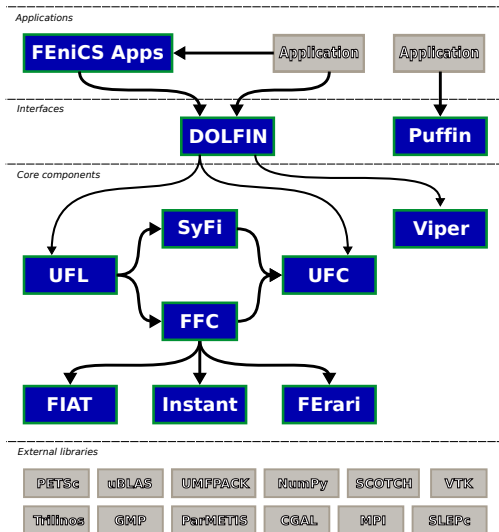 Applications
FEniCS Apps
Application
Application
Interfaces
DOLFIN
Puffin
Core components
SyFi
Viper
UFL
UFC
FFC
FIAT
Instant
FErari
External libraries
PETSc
uBLAS
UMFPACK
NumPy
SCOTCH
VTK
Trilinos
GMP
ParMETIS
CGAL
MPI
SLEPc